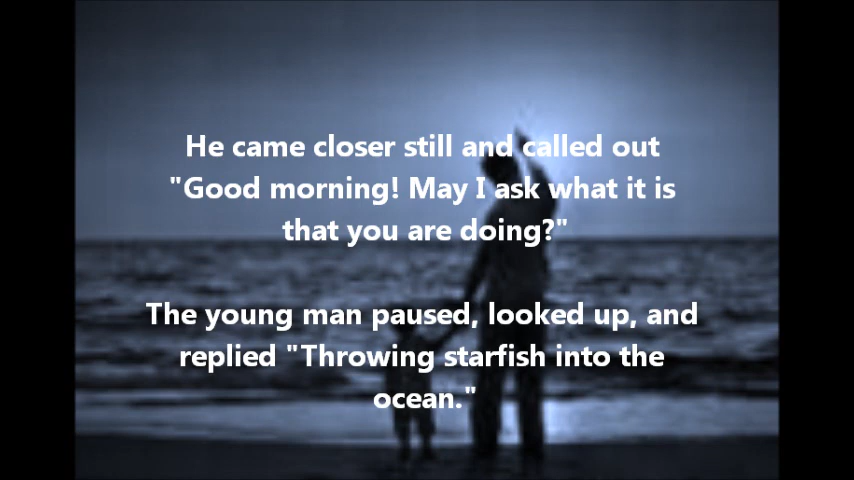 He came closer still and called out
"Good morning! May I ask what it is
that you are doing?"
The young man paused, looked up, and
replied "Throwing starfish into the
ocean."